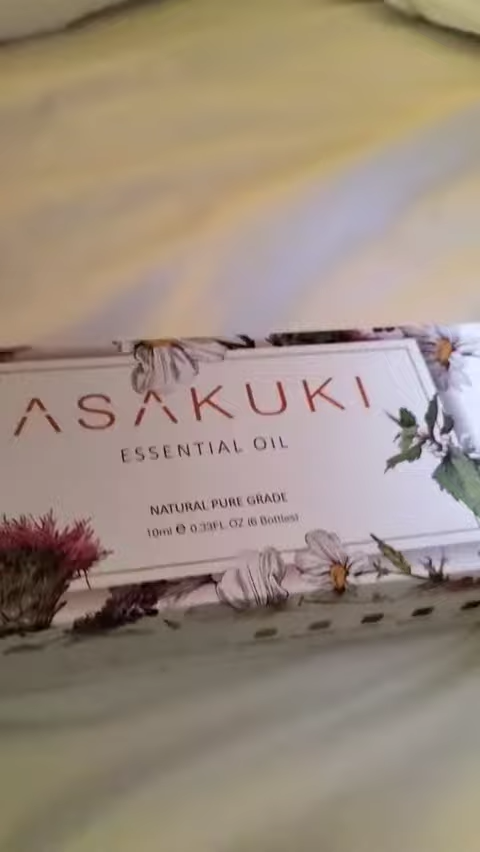 ASAKUKI
ESSENTIAL OIL
NATURAL PURE GRADE
10ml ℮ 0.33FL.OZ (6 Bottles)